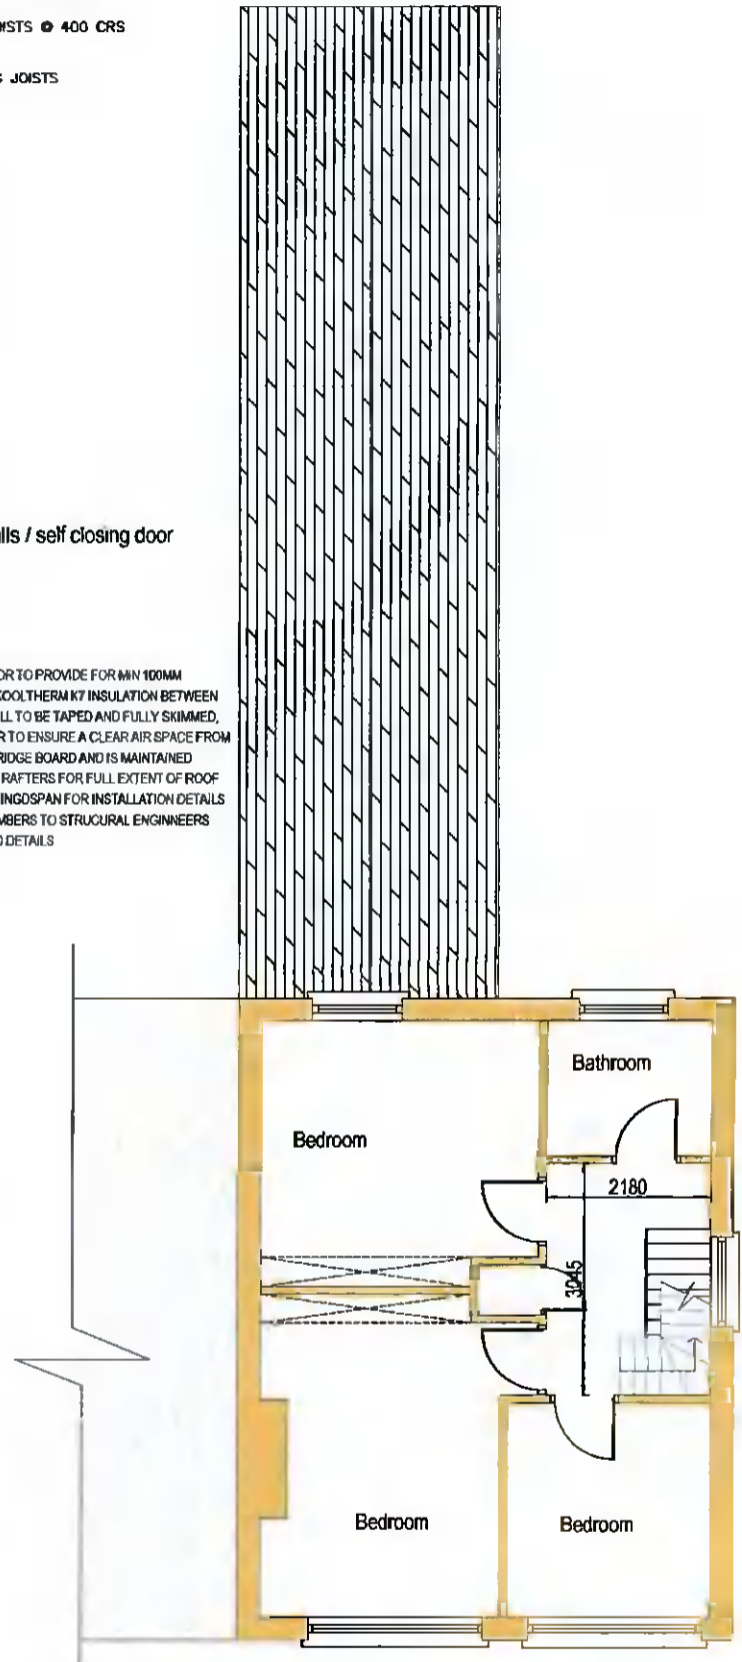 ISTS @ 400 CRS
JOISTS
lls / self closing door
OR TO PROVIDE FOR MIN 100MM
KOOLTHERM K7 INSULATION BETWEEN
LL TO BE TAPED AND FULLY SKIMMED,
R TO ENSURE A CLEAR AIR SPACE FROM
RIDGE BOARD AND IS MAINTAINED
RAFTERS FOR FULL EXTENT OF ROOF
INGDSPAN FOR INSTALLATION DETAILS
MBERS TO STRUCURAL ENGINNEERS
DETAILS
Bathroom
Bedroom
2180
3045
Bedroom
Bedroom